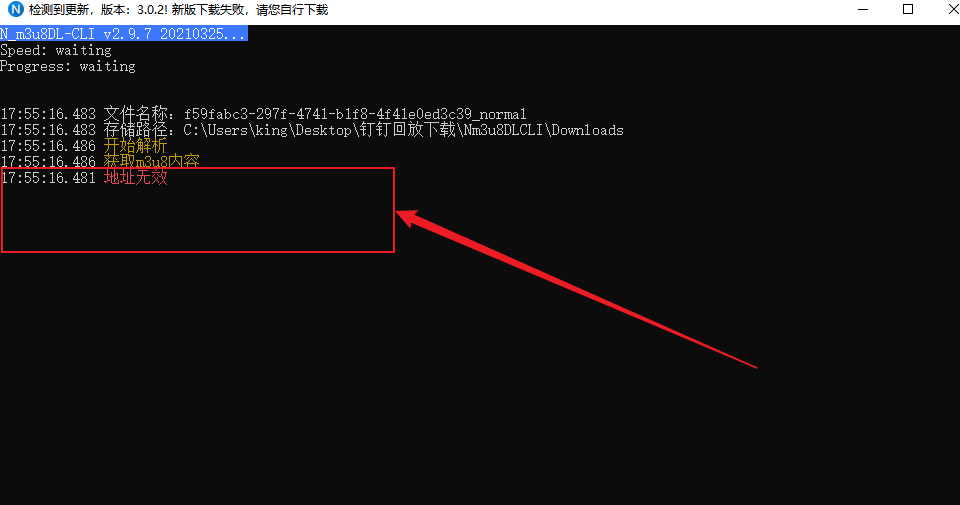 检测到更新，版本：3.0.2! 新版下载失败，请您自行下载
N_m3u8DL-CLI v2.9.7 20210325...
Speed: waiting
Progress: waiting
17:55:16.483 文件名称：f59fabc3-297f-4741-b1f8-4f41e0ed3c39_normal
17:55:16.483 存储路径：C:\Users\king\Desktop\钉钉回放下载\Nm3u8DLCLI\Downloads
17:55:16.486 开始解析
17:55:16.486 获取m3u8内容
17:55:16.481 地址无效